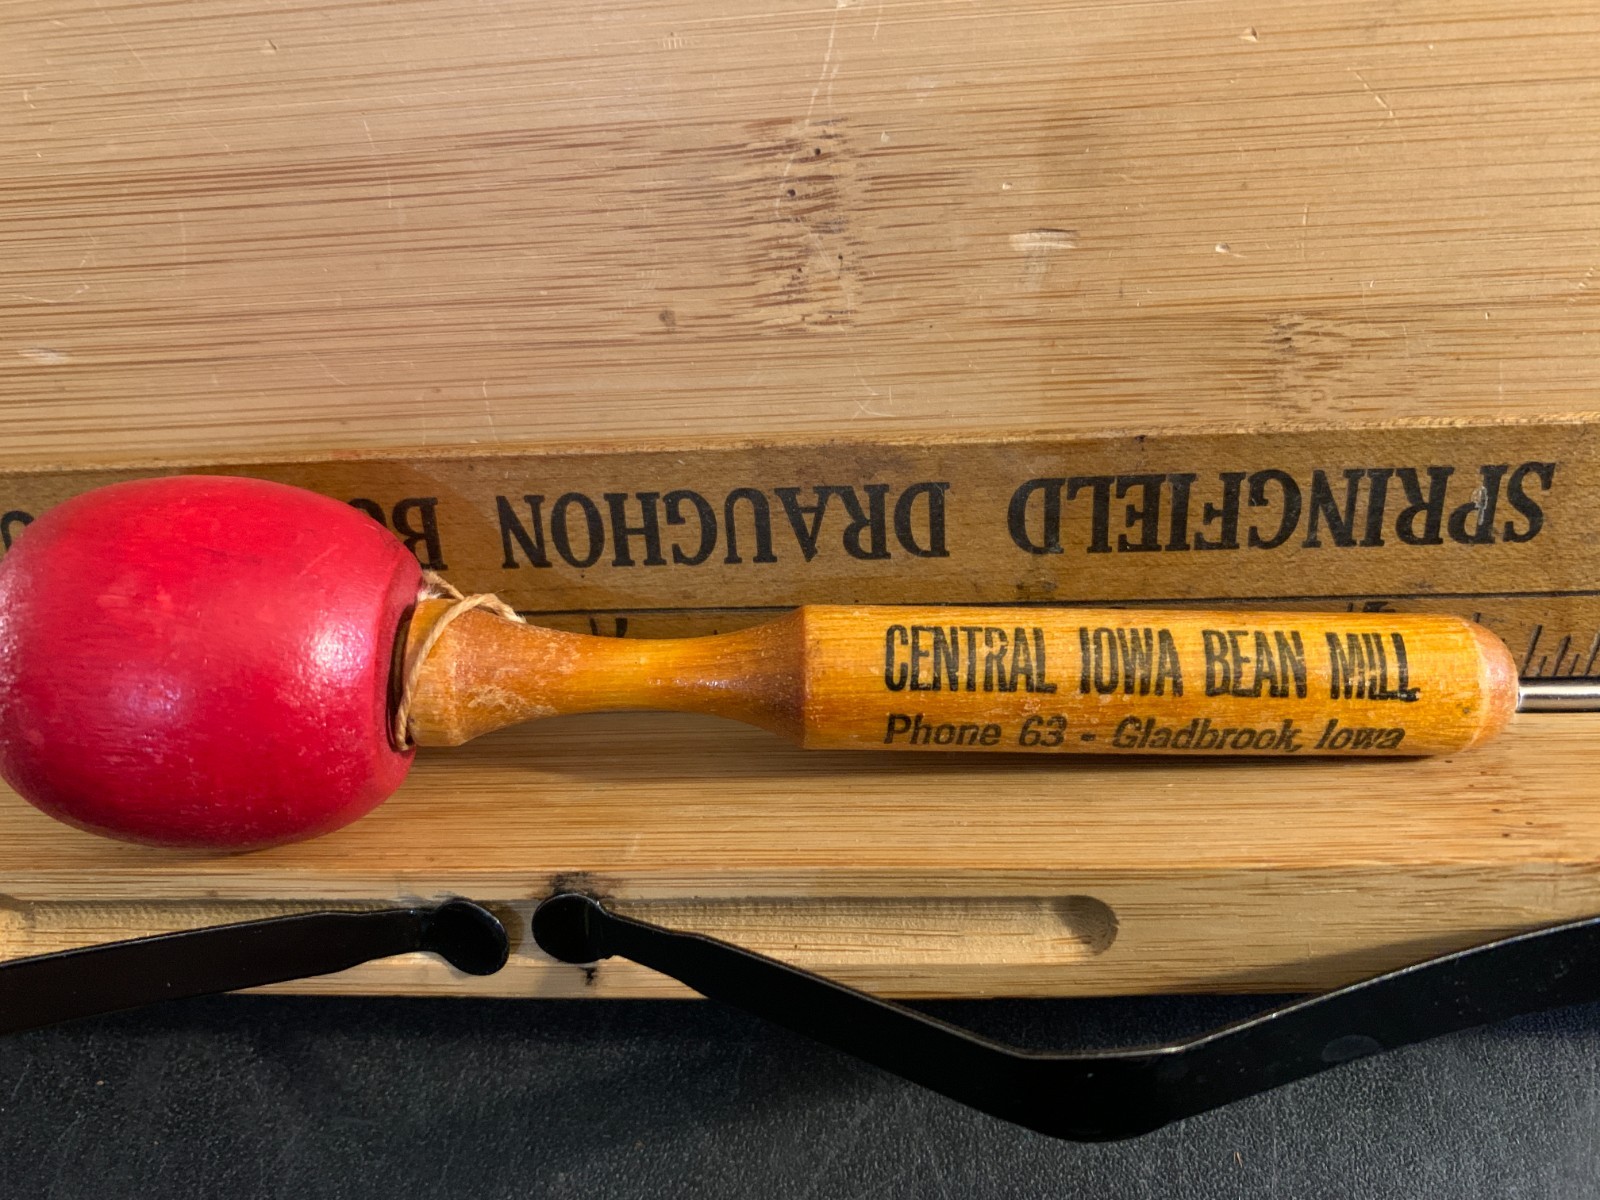 SPRINGFIELD DRAUGHON
CENTRAL IOWA BEAN MILL
Phone 63 - Gladbrook, Iowa